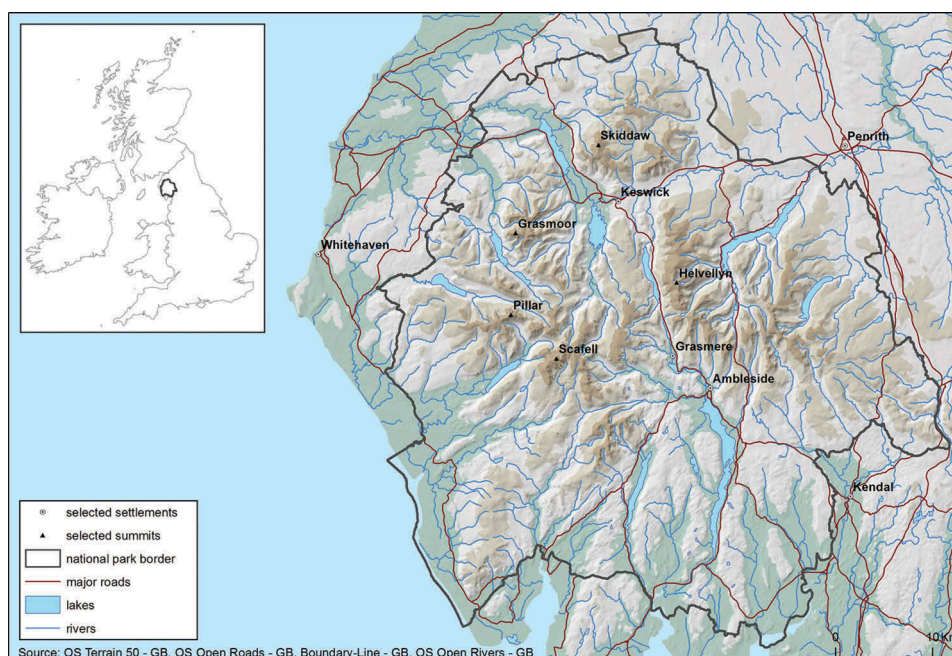 Skiddaw
Penrith
Keswick
Grasmoor
Whitehaven
Helvellyn
Pillar
Grasmere
Scafell
Ambleside
Kendal
selected settlements
selected summits
national park border
major roads
lakes
rivers
0 10 Km
Source: OS Terrain 50 - GB, OS Open Roads - GB, Boundary-Line - GB, OS Open Rivers - GB